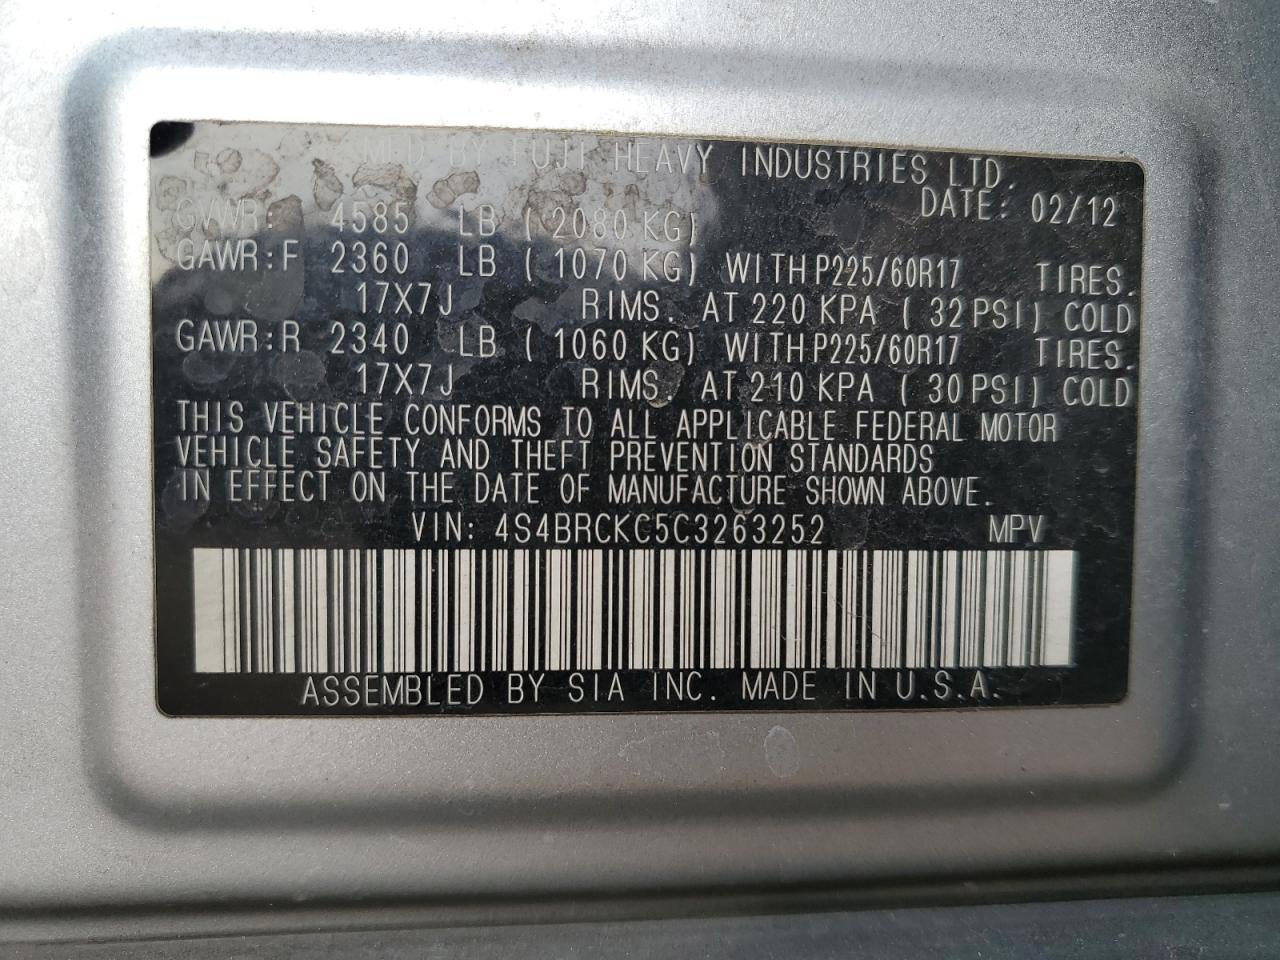 MFD BY FUJI HEAVY INDUSTRIES LTD.
DATE: 02/12
GVWR: 4585 LB ( 2080 KG)
GAWR:F 2360 LB ( 1070 KG) WITH P225/60R17 TIRES.
17X7J RIMS. AT 220 KPA ( 32 PSI) COLD
GAWR:R 2340 LB ( 1060 KG) WITH P225/60R17 TIRES.
17X7J RIMS. AT 210 KPA ( 30 PSI) COLD
THIS VEHICLE CONFORMS TO ALL APPLICABLE FEDERAL MOTOR
VEHICLE SAFETY AND THEFT PREVENTION STANDARDS
IN EFFECT ON THE DATE OF MANUFACTURE SHOWN ABOVE.
VIN: 4S4BRCKC5C3263252 MPV
ASSEMBLED BY SIA INC. MADE IN U.S.A.